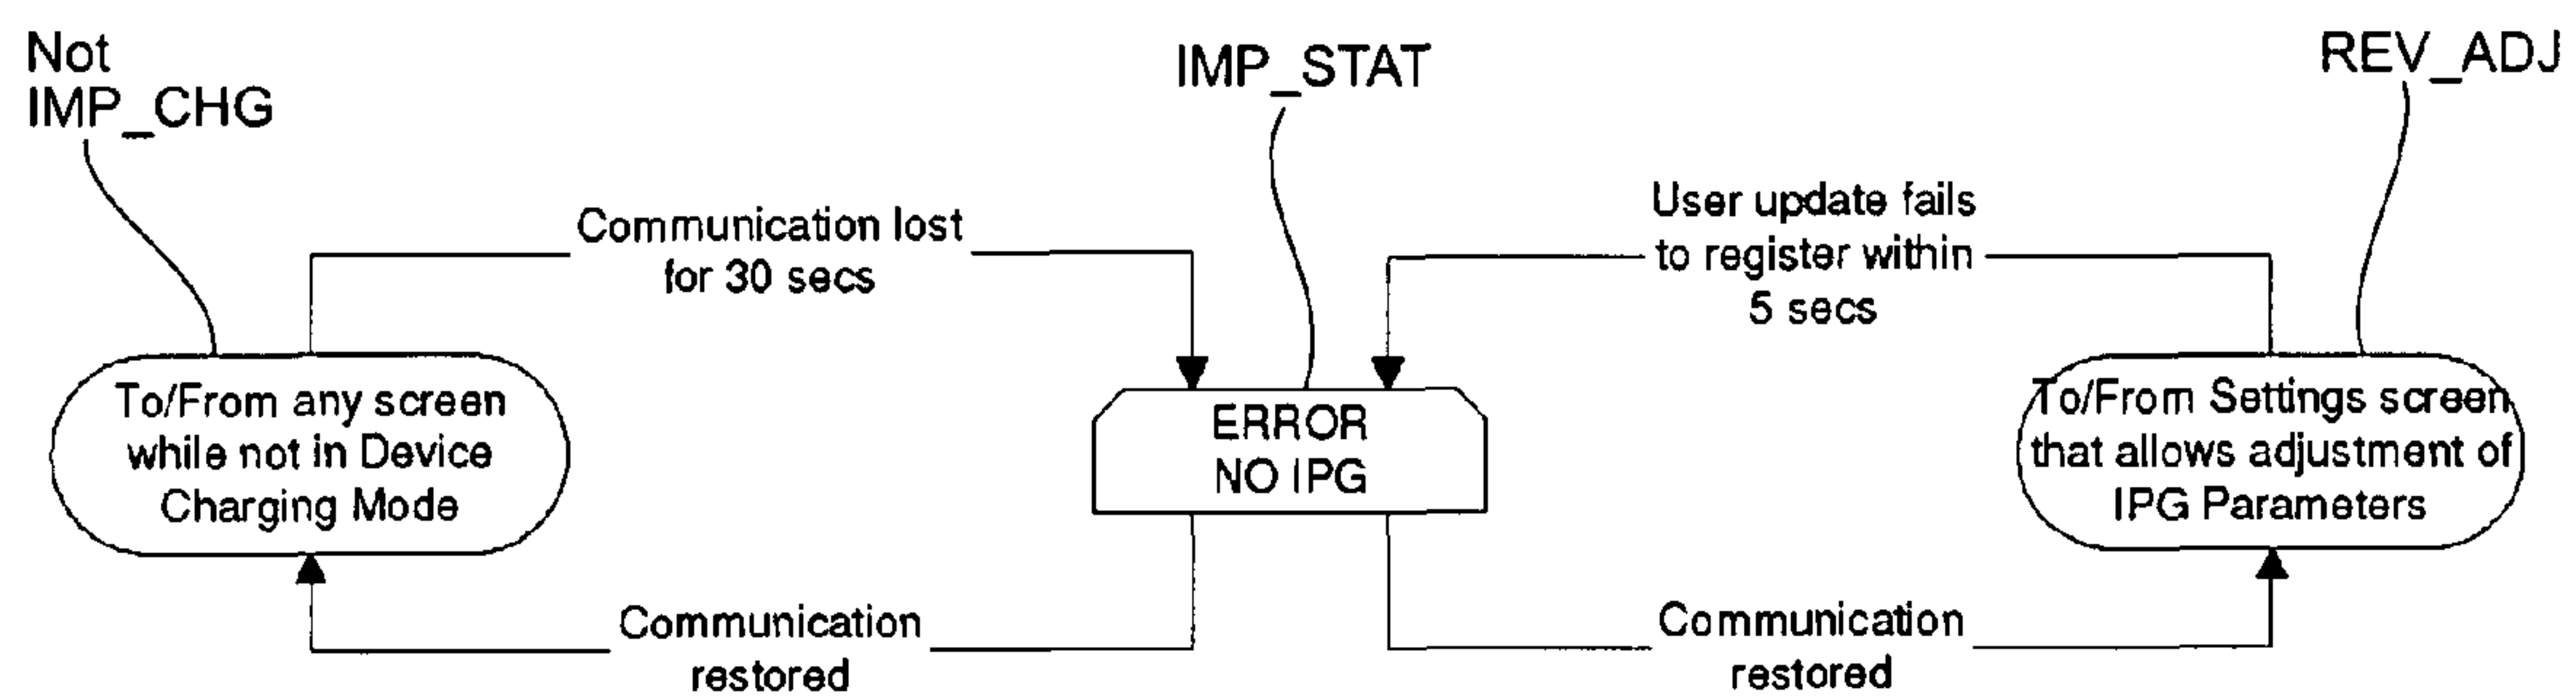 Not
IMP_CHG
IMP_STAT
REV_ADJ
Communication lost
for 30 secs
User update fails
to register within
5 secs
To/From any screen
while not in Device
Charging Mode
ERROR
NO IPG
To/From Settings screen
that allows adjustment of
IPG Parameters
Communication
restored
Communication
restored